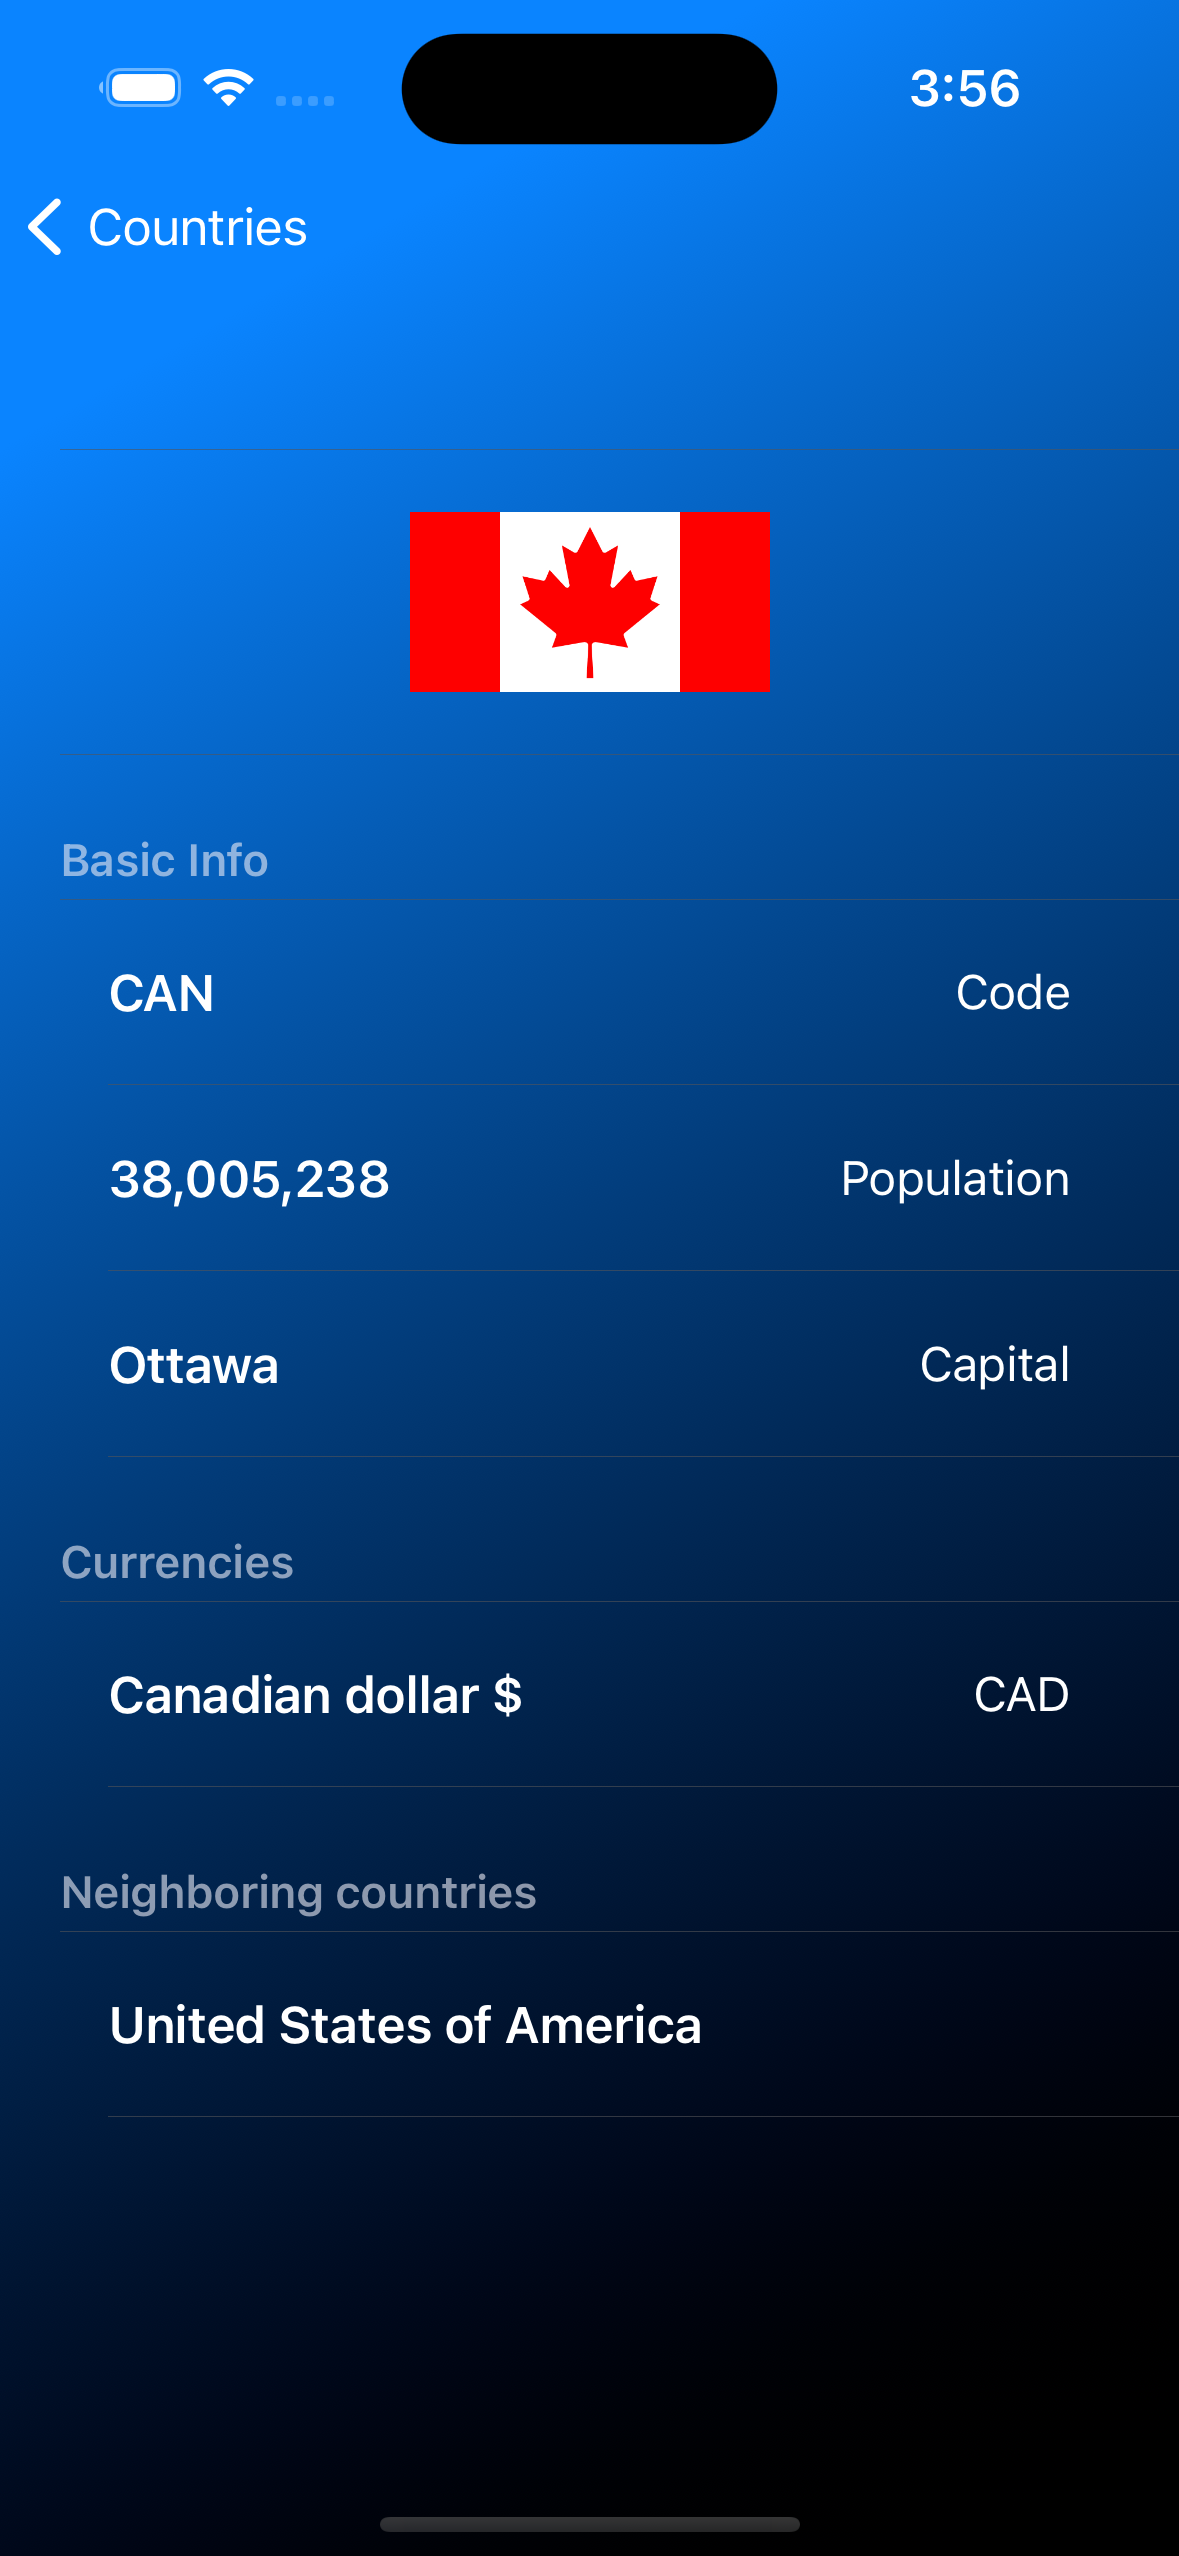 3:56
Countries
Basic Info
CAN Code
38,005,238 Population
Ottawa Capital
Currencies
Canadian dollar $ CAD
Neighboring countries
United States of America